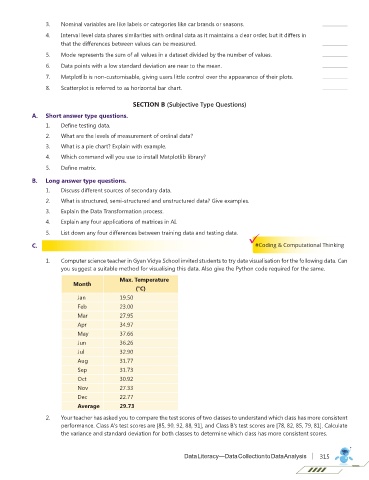 3. Nominal variables are like labels or categories like car brands or seasons. ________
4. Interval level data shares similarities with ordinal data as it maintains a clear order, but it differs in
that the differences between values can be measured. ________
5. Mode represents the sum of all values in a dataset divided by the number of values. ________
6. Data points with a low standard deviation are near to the mean. ________
7. Matplotlib is non-customisable, giving users little control over the appearance of their plots. ________
8. Scatterplot is referred to as horizontal bar chart. ________
SECTION B (Subjective Type Questions)
A. Short answer type questions.
1. Define testing data.
2. What are the levels of measurement of ordinal data?
3. What is a pie chart? Explain with example.
4. Which command will you use to install Matplotlib library?
5. Define matrix.
B. Long answer type questions.
1. Discuss different sources of secondary data.
2. What is structured, semi-structured and unstructured data? Give examples.
3. Explain the Data Transformation process.
4. Explain any four applications of matrices in AI.
5. List down any four differences between training data and testing data.
C. #Coding & Computational Thinking
1. Computer science teacher in Gyan Vidya School invited students to try data visualisation for the following data. Can
you suggest a suitable method for visualising this data. Also give the Python code required for the same.
Month Max. Temperature
(°C)
Jan 19.50
Feb 23.00
Mar 27.95
Apr 34.97
May 37.66
Jun 36.26
Jul 32.90
Aug 31.77
Sep 31.73
Oct 30.92
Nov 27.33
Dec 22.77
Average 29.73
2. Your teacher has asked you to compare the test scores of two classes to understand which class has more consistent
performance. Class A's test scores are [85, 90, 92, 88, 91], and Class B's test scores are [78, 82, 85, 79, 81]. Calculate
the variance and standard deviation for both classes to determine which class has more consistent scores.
Data Literacy—Data Collection to Data Analysis 315